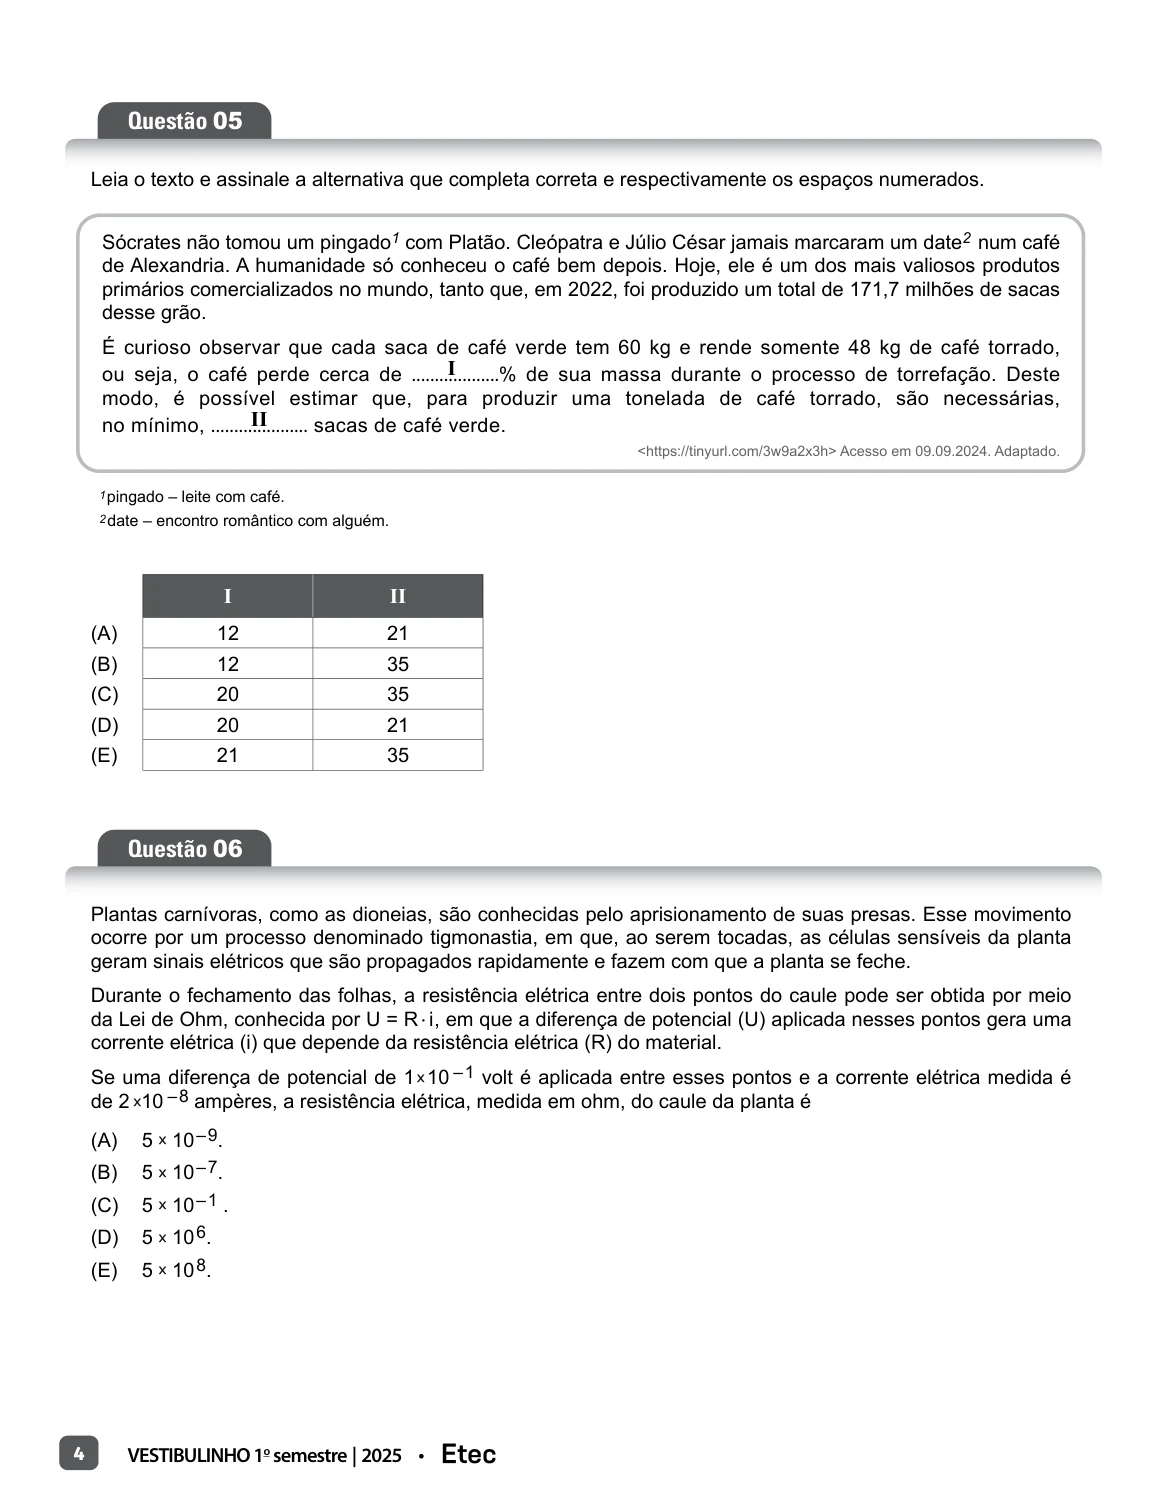 Questão 05
Leia o texto e assinale a alternativa que completa correta e respectivamente os espaços numerados.
Sócrates não tomou um pingado¹ com Platão. Cleópatra e Júlio César jamais marcaram um date² num café
de Alexandria. A humanidade só conheceu o café bem depois. Hoje, ele é um dos mais valiosos produtos
primários comercializados no mundo, tanto que, em 2022, foi produzido um total de 171,7 milhões de sacas
desse grão.
É curioso observar que cada saca de café verde tem 60 kg e rende somente 48 kg de café torrado,
ou seja, o café perde cerca de .......I.......% de sua massa durante o processo de torrefação. Deste
modo, é possível estimar que, para produzir uma tonelada de café torrado, são necessárias,
no mínimo, .......II....... sacas de café verde.
<https://tinyurl.com/3w9a2x3h> Acesso em 09.09.2024. Adaptado.
¹pingado – leite com café.
²date – encontro romântico com alguém.
I II
(A) 12 21
(B) 12 35
(C) 20 35
(D) 20 21
(E) 21 35
Questão 06
Plantas carnívoras, como as dioneias, são conhecidas pelo aprisionamento de suas presas. Esse movimento
ocorre por um processo denominado tigmonastia, em que, ao serem tocadas, as células sensíveis da planta
geram sinais elétricos que são propagados rapidamente e fazem com que a planta se feche.
Durante o fechamento das folhas, a resistência elétrica entre dois pontos do caule pode ser obtida por meio
da Lei de Ohm, conhecida por U = R·i, em que a diferença de potencial (U) aplicada nesses pontos gera uma
corrente elétrica (i) que depende da resistência elétrica (R) do material.
Se uma diferença de potencial de 1×10⁻¹ volt é aplicada entre esses pontos e a corrente elétrica medida é
de 2×10⁻⁸ ampères, a resistência elétrica, medida em ohm, do caule da planta é
(A) 5 × 10⁻⁹.
(B) 5 × 10⁻⁷.
(C) 5 × 10⁻¹ .
(D) 5 × 10⁶.
(E) 5 × 10⁸.
4 VESTIBULINHO 1º semestre | 2025 • Etec